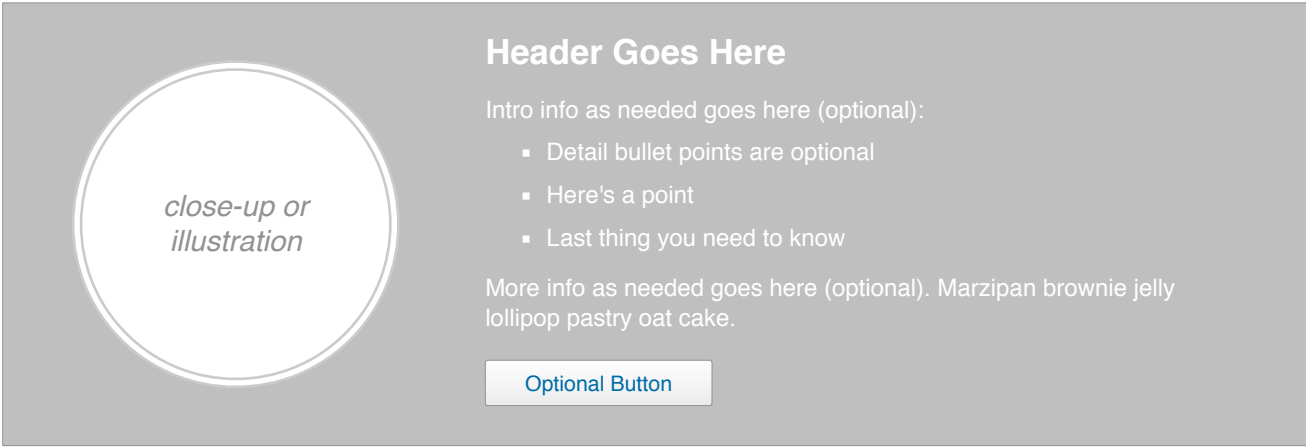 close-up or
illustration
Header Goes Here
Intro info as needed goes here (optional):
Detail bullet points are optional
Here's a point
Last thing you need to know
More info as needed goes here (optional). Marzipan brownie jelly
lollipop pastry oat cake.
Optional Button